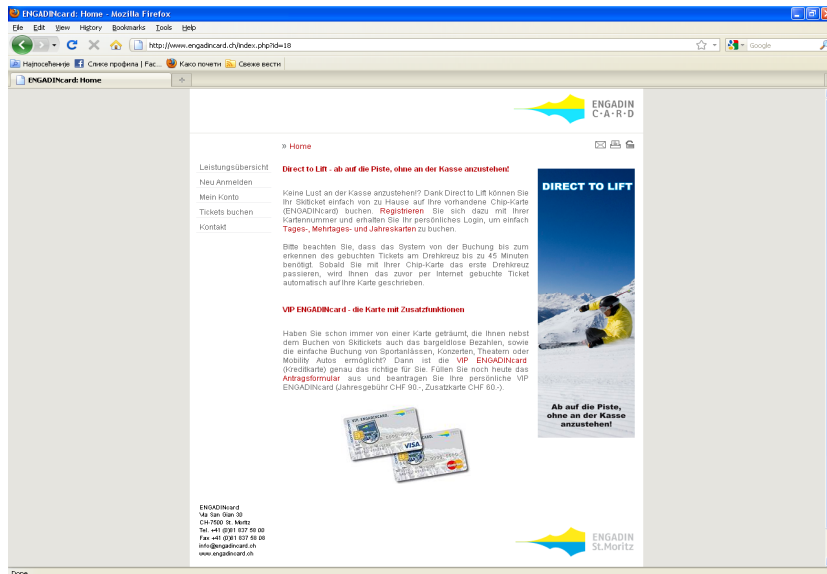 ENGADINcard: Home - Mozilla Firefox
File Edit View History Bookmarks Tools Help
http://www.engadincard.ch/index.php?id=18
Google
Најпосећеније Слике профила | Fac... Како почети Свеже вести
ENGADINcard: Home
ENGADIN
C·A·R·D
» Home
Leistungsübersicht
Neu Anmelden
Mein Konto
Tickets buchen
Kontakt
Direct to Lift - ab auf die Piste, ohne an der Kasse anzustehen!
Keine Lust an der Kasse anzustehen!? Dank Direct to Lift können Sie
Ihr Skiticket einfach von zu Hause auf Ihre vorhandene Chip-Karte
(ENGADINcard) buchen. Registrieren Sie sich dazu mit Ihrer
Kartennummer und erhalten Sie Ihr persönliches Login, um einfach
Tages-, Mehrtages- und Jahreskarten zu buchen.
Bitte beachten Sie, dass das System von der Buchung bis zum
erkennen des gebuchten Tickets am Drehkreuz bis zu 45 Minuten
benötigt. Sobald Sie mit Ihrer Chip-Karte das erste Drehkreuz
passieren, wird Ihnen das zuvor per Internet gebuchte Ticket
automatisch auf Ihre Karte geschrieben.
VIP ENGADINcard - die Karte mit Zusatzfunktionen
Haben Sie schon immer von einer Karte geträumt, die Ihnen nebst
dem Buchen von Skitickets auch das bargeldlose Bezahlen, sowie
die einfache Buchung von Sportanlässen, Konzerten, Theatern oder
Mobility Autos ermöglicht? Dann ist die VIP ENGADINcard
(Kreditkarte) genau das richtige für Sie. Füllen Sie noch heute das
Antragsformular aus und beantragen Sie Ihre persönliche VIP
ENGADINcard (Jahresgebühr CHF 90.-, Zusatzkarte CHF 60.-).
VIP ENGADINCARD.
VISA
MasterCard
DIRECT TO LIFT
Ab auf die Piste,
ohne an der Kasse
anzustehen!
ENGADINcard
Via San Gian 30
CH-7500 St. Moritz
Tel. +41 (0)81 837 58 00
Fax +41 (0)81 837 58 08
info@engadincard.ch
www.engadincard.ch
ENGADIN
St.Moritz
Done